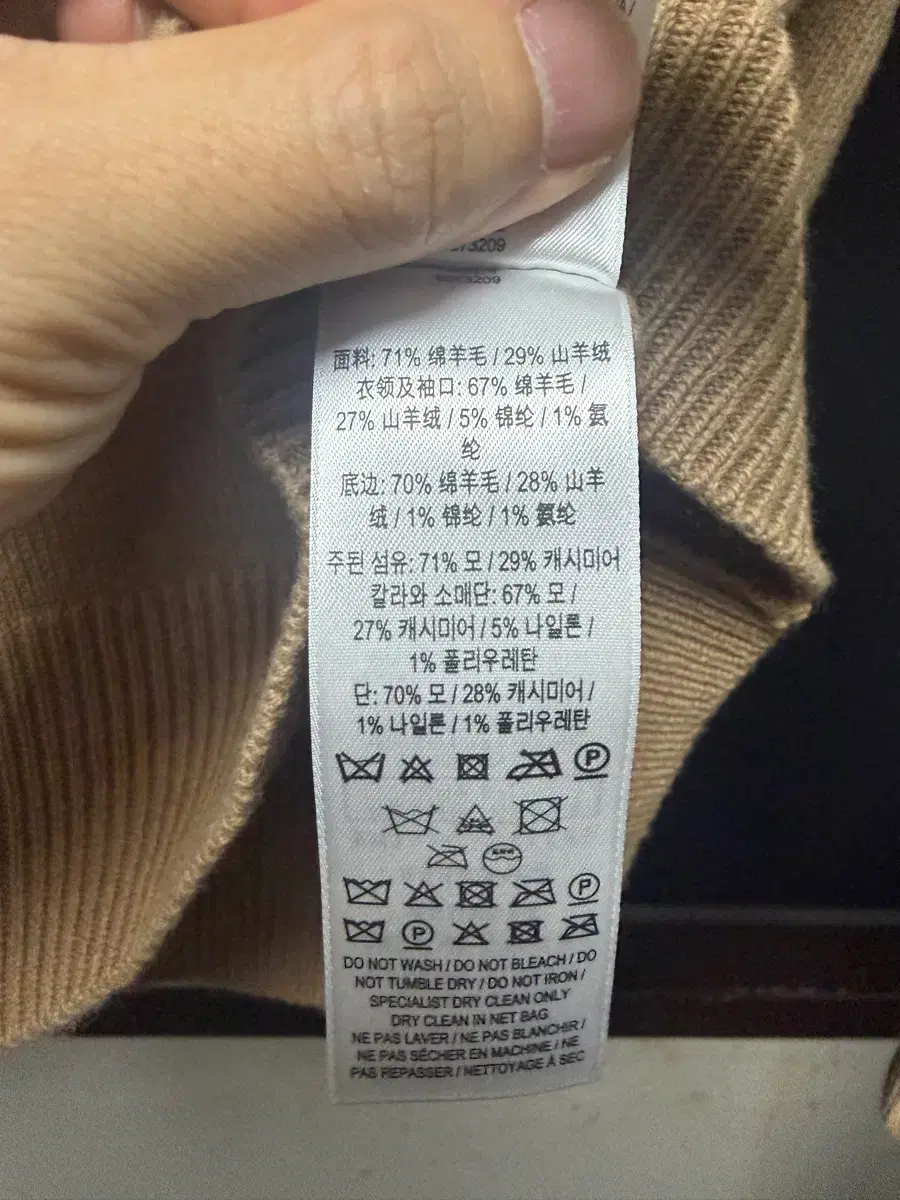 73209
面料: 71% 绵羊毛 / 29% 山羊绒
衣领及袖口: 67% 绵羊毛 /
27% 山羊绒 / 5% 锦纶 / 1% 氨
纶
底边: 70% 绵羊毛 / 28% 山羊
绒 / 1% 锦纶 / 1% 氨纶
주된 섬유: 71% 모 / 29% 캐시미어
칼라와 소매단: 67% 모 /
27% 캐시미어 / 5% 나일론 /
1% 폴리우레탄
단: 70% 모 / 28% 캐시미어 /
1% 나일론 / 1% 폴리우레탄
P
P
P
DO NOT WASH / DO NOT BLEACH / DO
NOT TUMBLE DRY / DO NOT IRON /
SPECIALIST DRY CLEAN ONLY
DRY CLEAN IN NET BAG
NE PAS LAVER / NE PAS BLANCHIR /
NE PAS SÉCHER EN MACHINE / NE
PAS REPASSER / NETTOYAGE À SEC